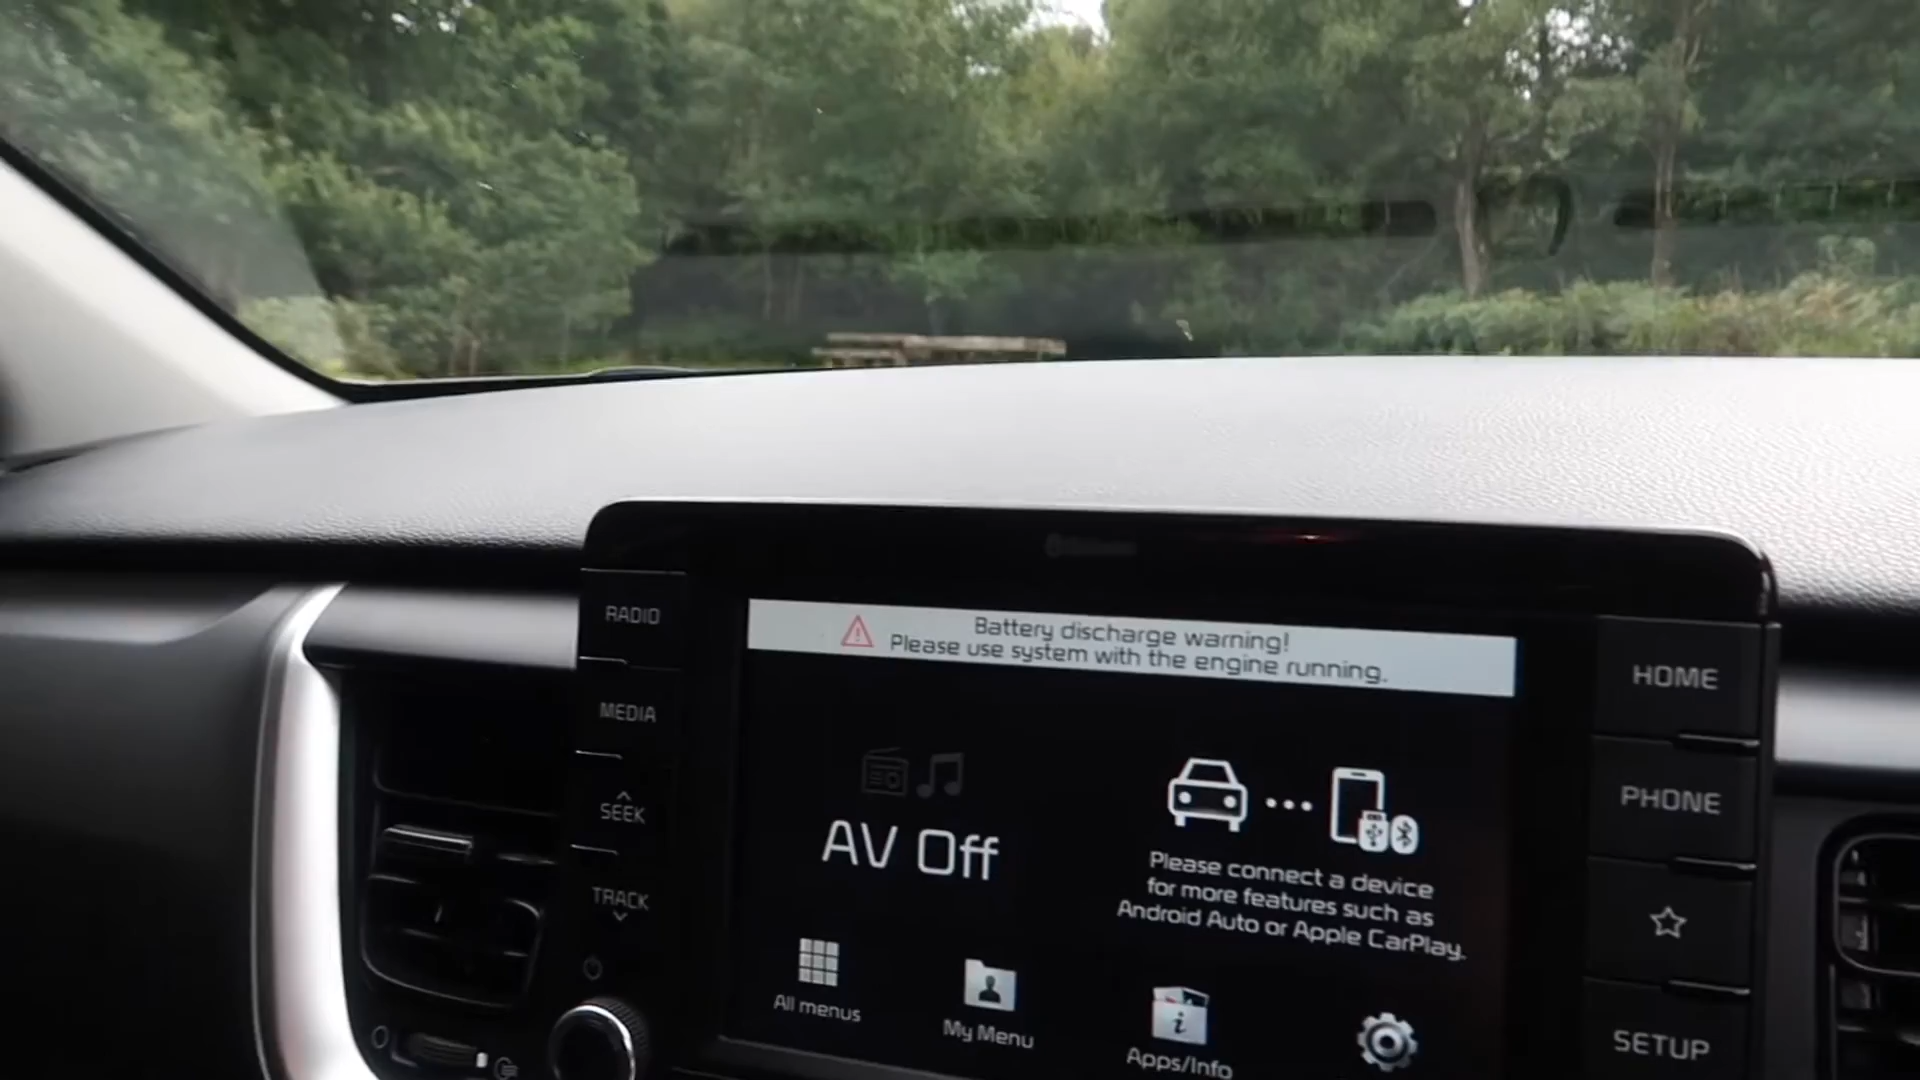 RADIO
MEDIA
SEEK
TRACK
Battery discharge warning!
Please use system with the engine running.
AV Off
Please connect a device
for more features such as
Android Auto or Apple CarPlay.
All menus
My Menu
Apps/Info
HOME
PHONE
SETUP